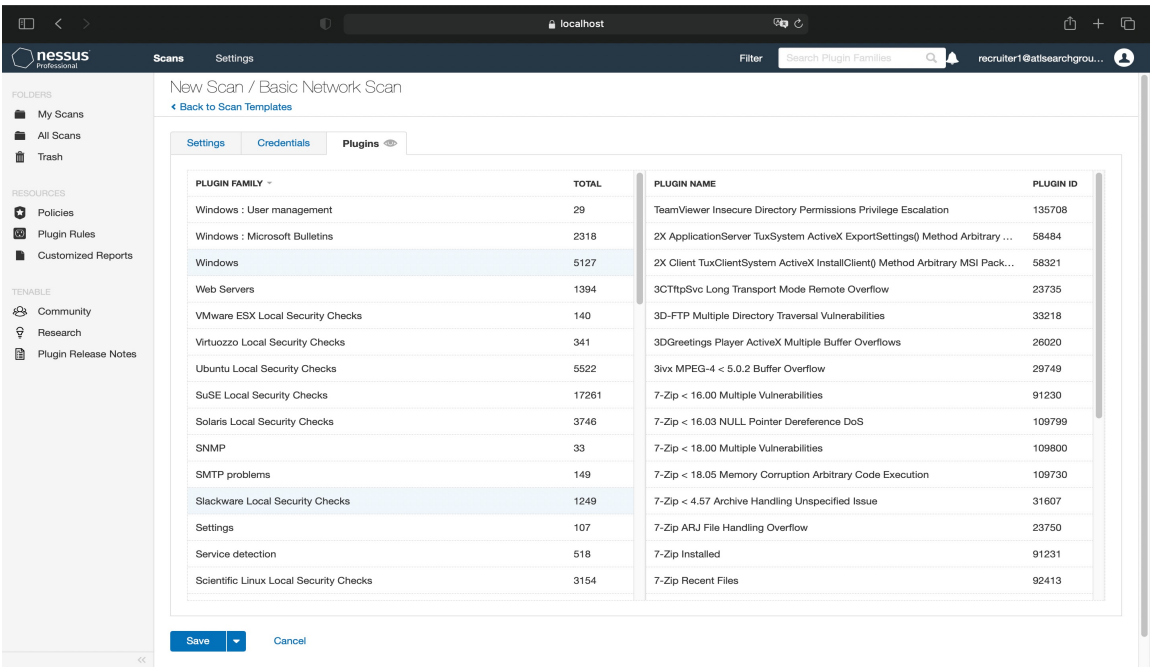 localhost
nessus
Professional
Scans Settings Filter Search Plugin Families recruiter1@atlsearchgrou...
FOLDERS
My Scans
All Scans
Trash
RESOURCES
Policies
Plugin Rules
Customized Reports
TENABLE
Community
Research
Plugin Release Notes
New Scan / Basic Network Scan
Back to Scan Templates
Settings Credentials Plugins
PLUGIN FAMILY TOTAL PLUGIN NAME PLUGIN ID
Windows : User management 29 TeamViewer Insecure Directory Permissions Privilege Escalation 135708
Windows : Microsoft Bulletins 2318 2X ApplicationServer TuxSystem ActiveX ExportSettings() Method Arbitrary ... 58484
Windows 5127 2X Client TuxClientSystem ActiveX InstallClient() Method Arbitrary MSI Pack... 58321
Web Servers 1394 3CTftpSvc Long Transport Mode Remote Overflow 23735
VMware ESX Local Security Checks 140 3D-FTP Multiple Directory Traversal Vulnerabilities 33218
Virtuozzo Local Security Checks 341 3DGreetings Player ActiveX Multiple Buffer Overflows 26020
Ubuntu Local Security Checks 5522 3ivx MPEG-4 < 5.0.2 Buffer Overflow 29749
SuSE Local Security Checks 17261 7-Zip < 16.00 Multiple Vulnerabilities 91230
Solaris Local Security Checks 3746 7-Zip < 16.03 NULL Pointer Dereference DoS 109799
SNMP 33 7-Zip < 18.00 Multiple Vulnerabilities 109800
SMTP problems 149 7-Zip < 18.05 Memory Corruption Arbitrary Code Execution 109730
Slackware Local Security Checks 1249 7-Zip < 4.57 Archive Handling Unspecified Issue 31607
Settings 107 7-Zip ARJ File Handling Overflow 23750
Service detection 518 7-Zip Installed 91231
Scientific Linux Local Security Checks 3154 7-Zip Recent Files 92413
Save Cancel